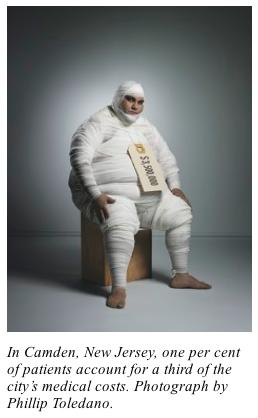 $3,500,000
In Camden, New Jersey, one per cent
of patients account for a third of the
city's medical costs. Photograph by
Phillip Toledano.